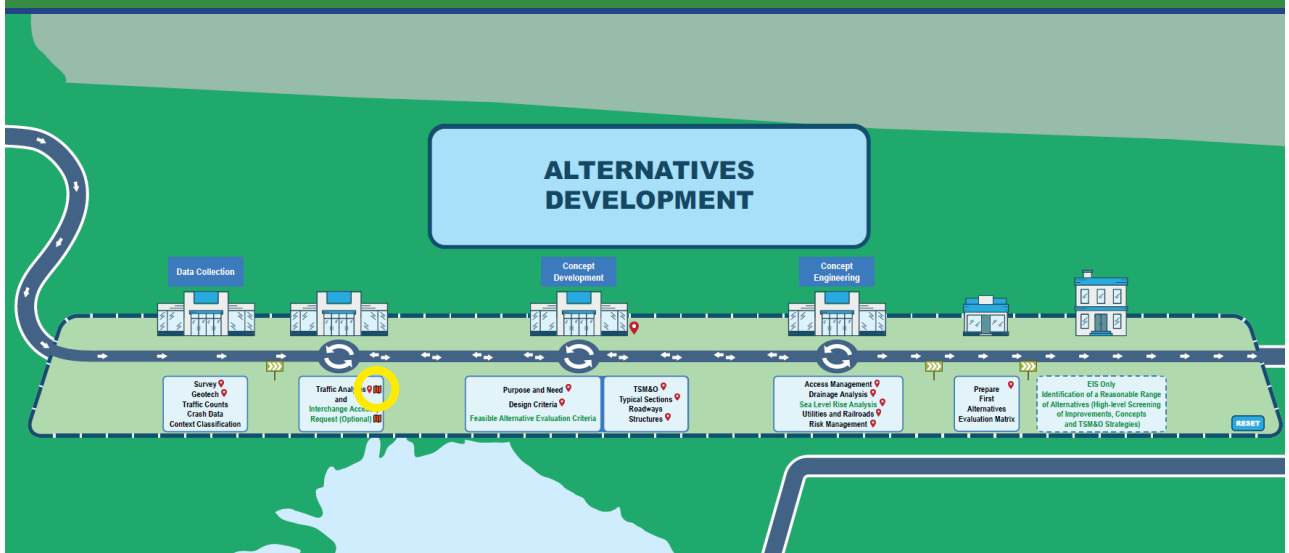 ALTERNATIVES
DEVELOPMENT
Data Collection
Concept
Development
Concept
Engineering
Survey
Geotech
Traffic Counts
Crash Data
Context Classification
Traffic Analysis
and
Interchange Access
Request (Optional)
Purpose and Need
Design Criteria
Feasible Alternative Evaluation Criteria
TSM&O
Typical Sections
Roadways
Structures
Access Management
Drainage Analysis
Sea Level Rise Analysis
Utilities and Railroads
Risk Management
Prepare
First
Alternatives
Evaluation Matrix
EIS Only
Identification of a Reasonable Range
of Alternatives (High-level Screening
of Improvements, Concepts
and TSM&O Strategies)
RESET